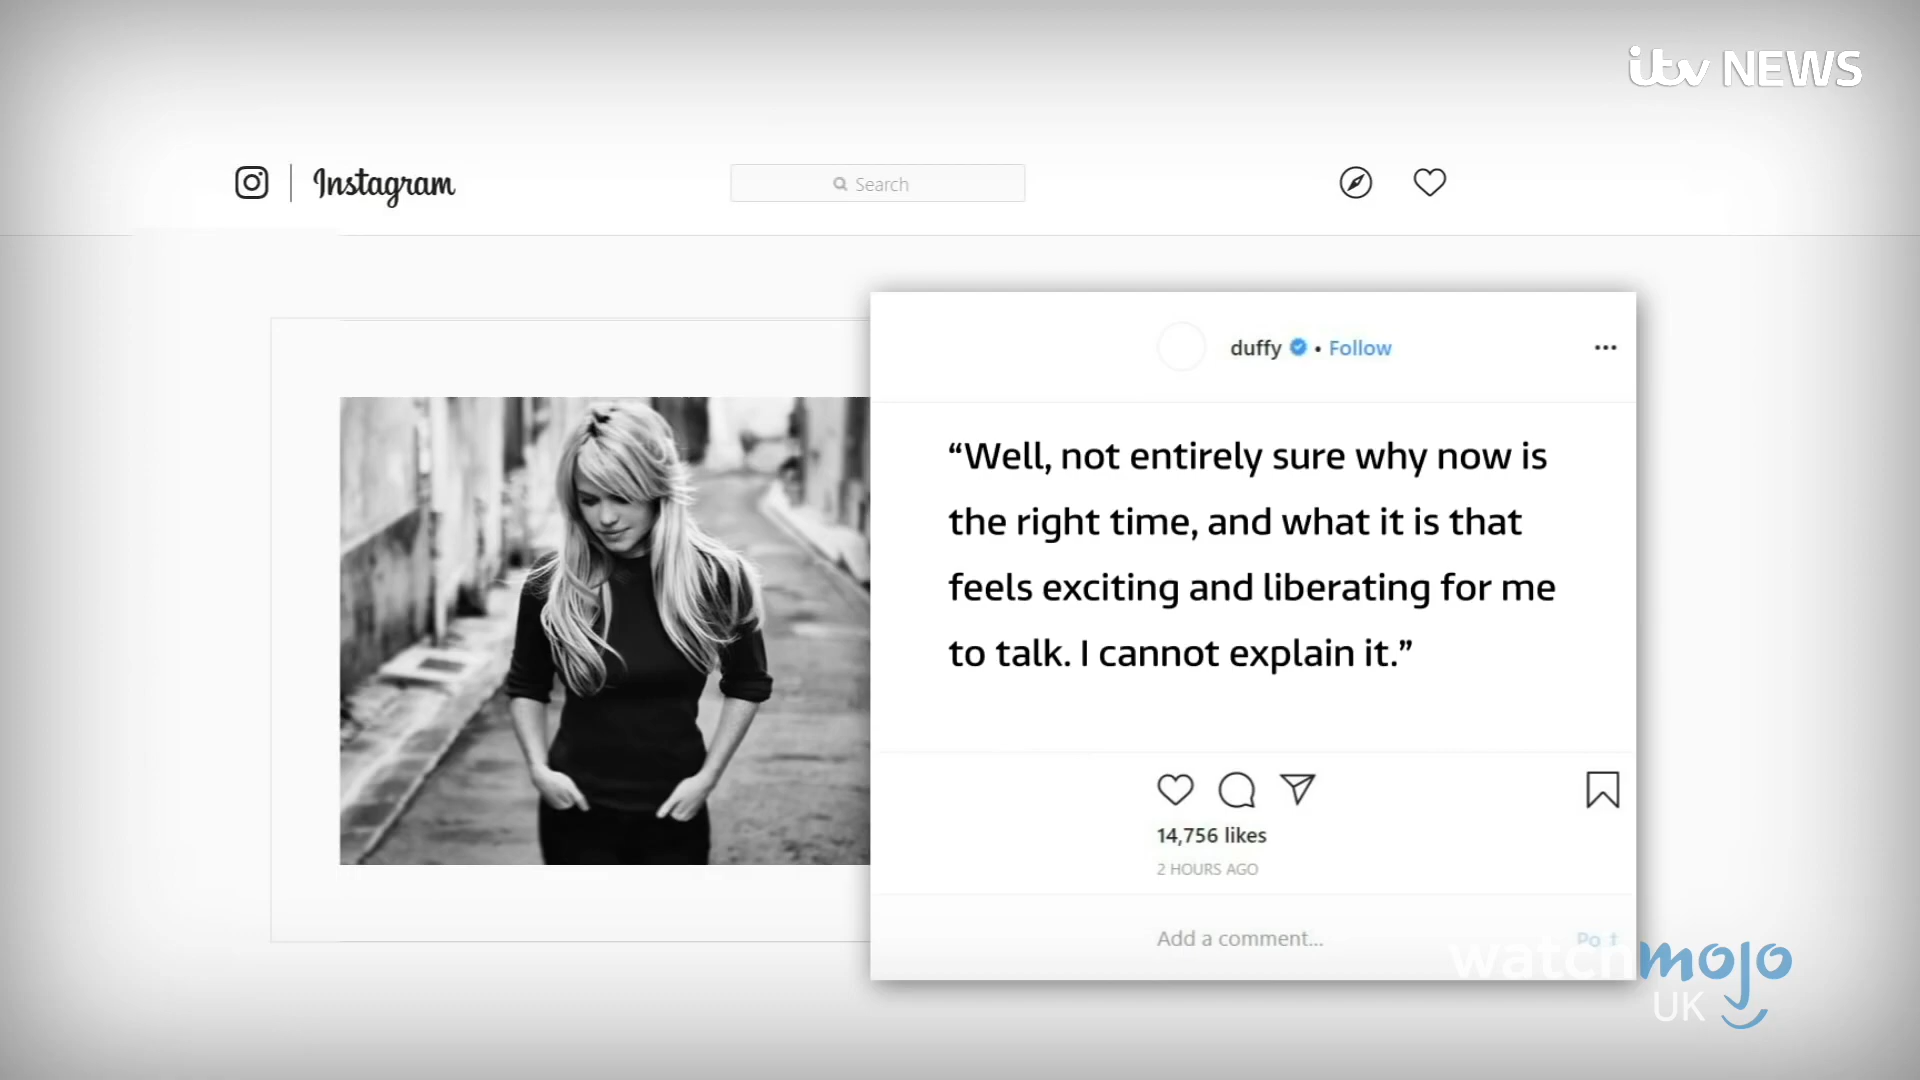 itv NEWS
Instagram
Search
duffy • Follow
“Well, not entirely sure why now is
the right time, and what it is that
feels exciting and liberating for me
to talk. I cannot explain it.”
14,756 likes
2 HOURS AGO
Add a comment...
Post
watchmojo
UK